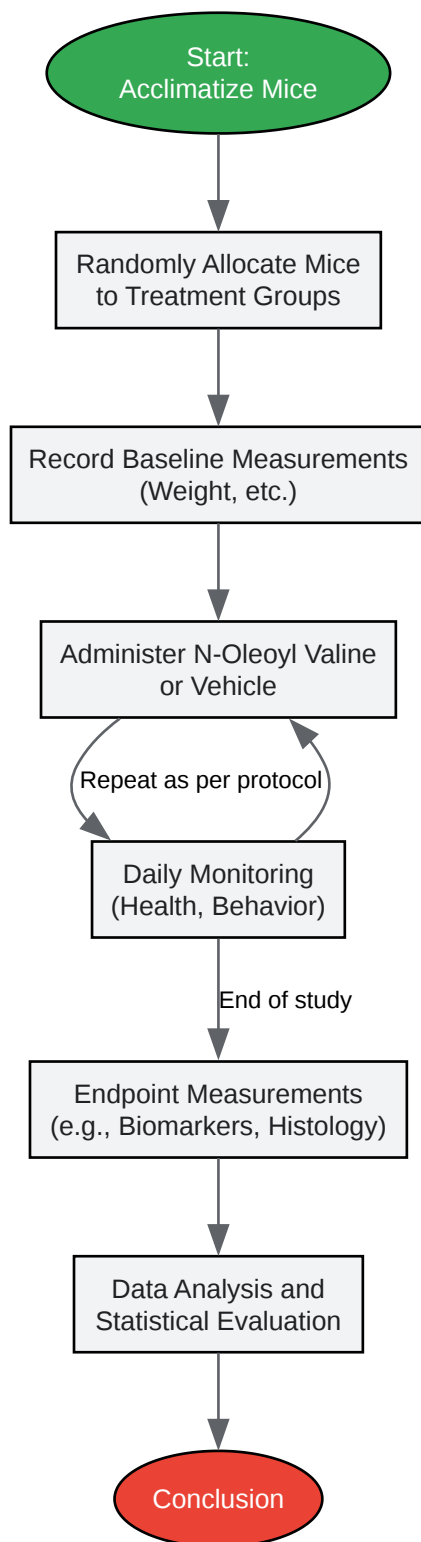 Start:
Acclimatize Mice
Randomly Allocate Mice
to Treatment Groups
Record Baseline Measurements
(Weight, etc.)
Administer N-Oleoyl Valine
or Vehicle
Repeat as per protocol
Daily Monitoring
(Health, Behavior)
End of study
Endpoint Measurements
(e.g., Biomarkers, Histology)
Data Analysis and
Statistical Evaluation
Conclusion